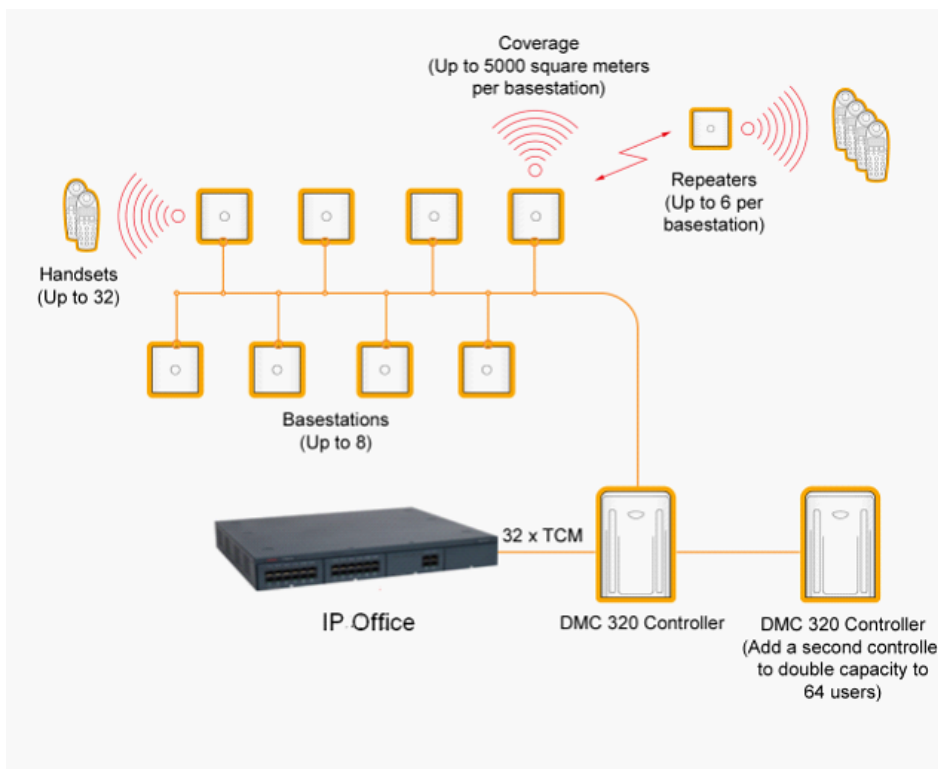 Coverage
(Up to 5000 square meters
per basestation)
Repeaters
(Up to 6 per
basestation)
Handsets
(Up to 32)
Basestations
(Up to 8)
32 x TCM
IP Office
DMC 320 Controller
DMC 320 Controller
(Add a second controlle
to double capacity to
64 users)